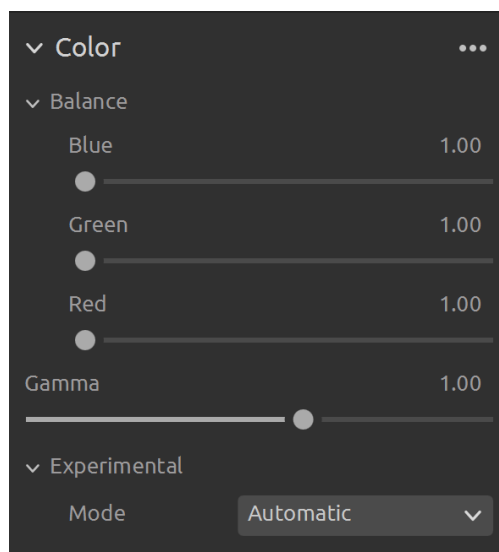 Color
Balance
Blue 1.00
Green 1.00
Red 1.00
Gamma 1.00
Experimental
Mode Automatic